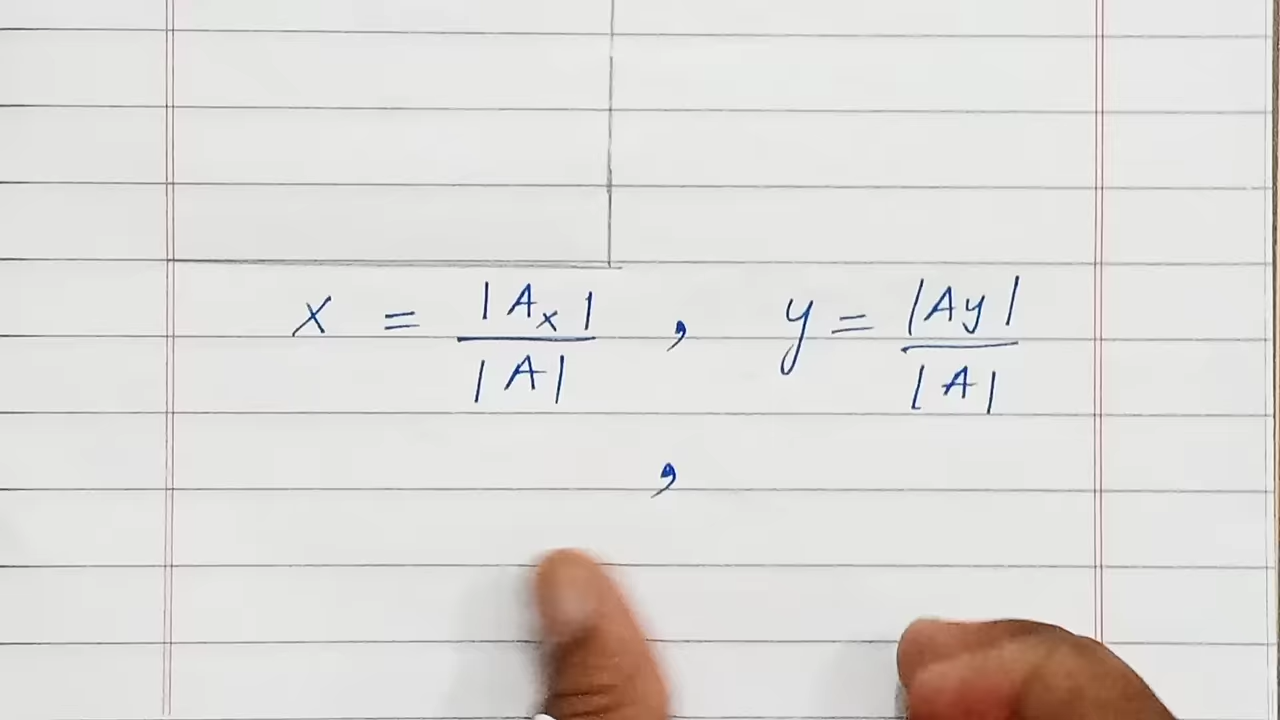 x = |Ax| / |A| , y = |Ay| / |A|
,